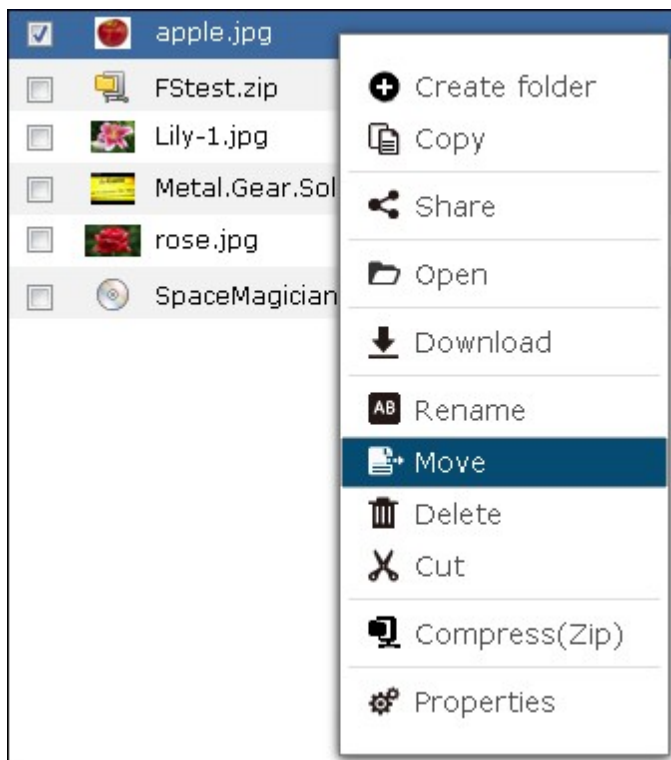 apple.jpg
FStest.zip
Lily-1.jpg
Metal.Gear.Sol
rose.jpg
SpaceMagician
Create folder
Copy
Share
Open
Download
AB Rename
Move
Delete
Cut
Compress(Zip)
Properties